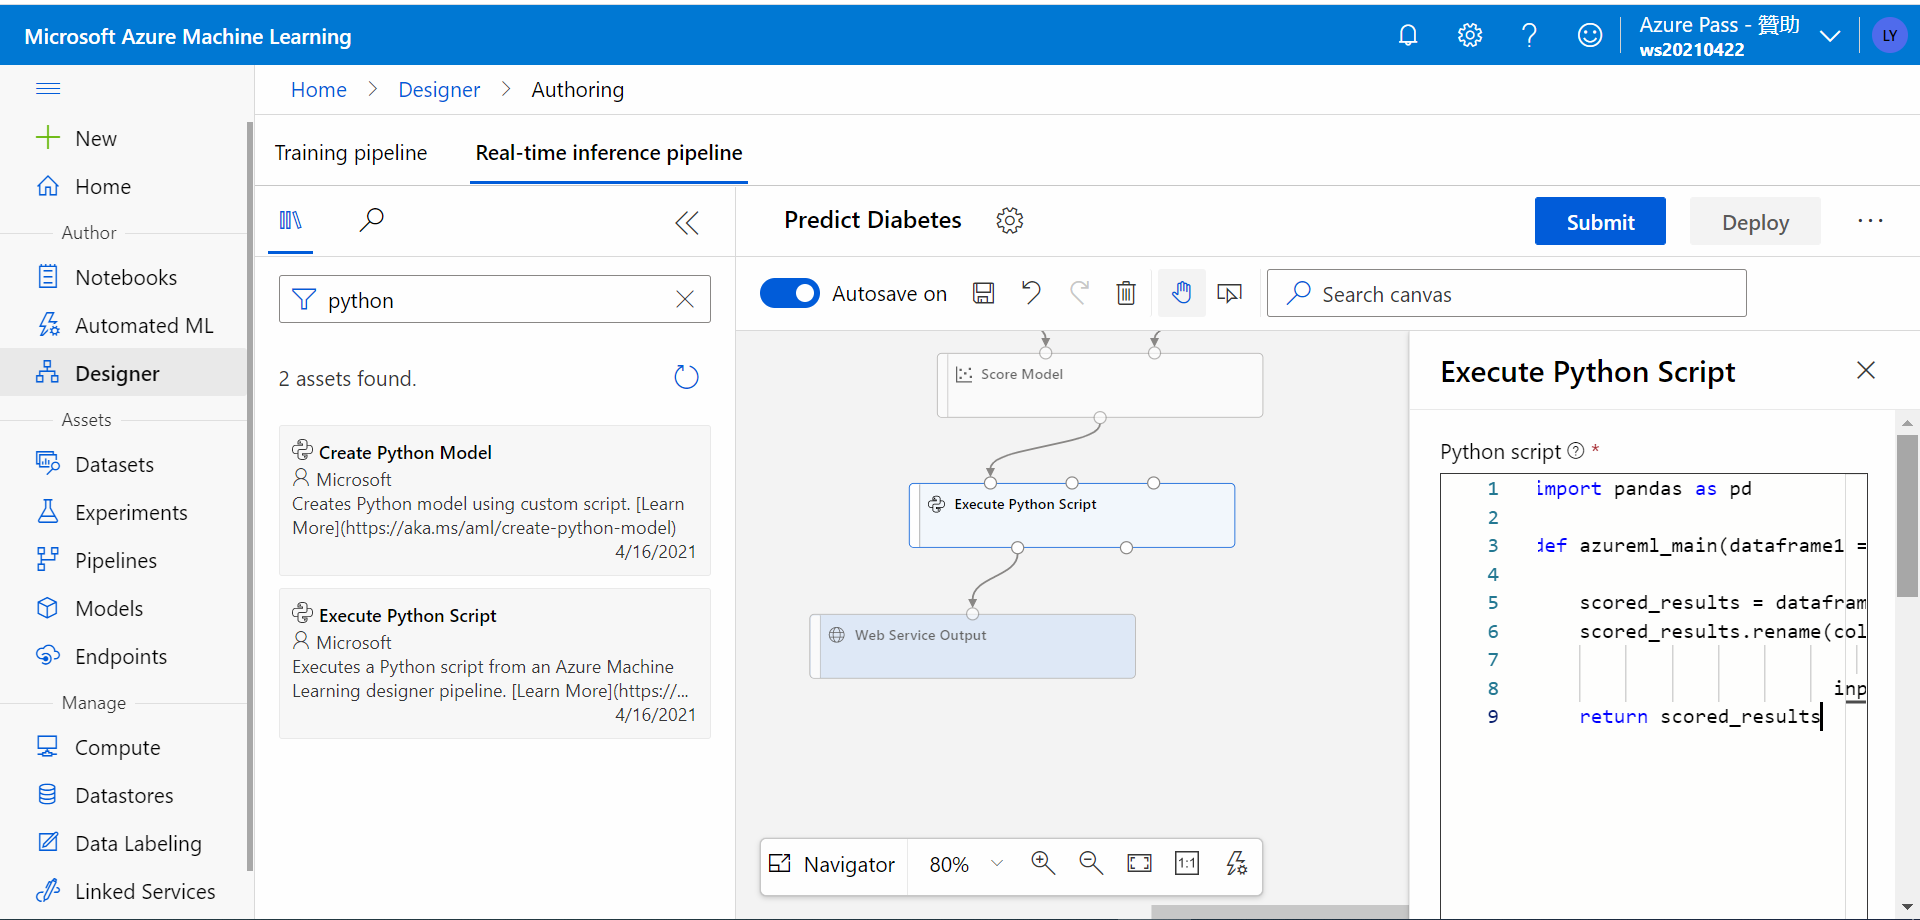 Microsoft Azure Machine Learning
Azure Pass - 贊助
ws20210422
LY
New
Home
Author
Notebooks
Automated ML
Designer
Assets
Datasets
Experiments
Pipelines
Models
Endpoints
Manage
Compute
Datastores
Data Labeling
Linked Services
Home > Designer > Authoring
Training pipeline
Real-time inference pipeline
python
2 assets found.
Create Python Model
Microsoft
Creates Python model using custom script. [Learn
More](https://aka.ms/aml/create-python-model)
4/16/2021
Execute Python Script
Microsoft
Executes a Python script from an Azure Machine
Learning designer pipeline. [Learn More](https://...
4/16/2021
Predict Diabetes
Submit
Deploy
...
Autosave on
Search canvas
Score Model
Execute Python Script
Web Service Output
Navigator
80%
1:1
Execute Python Script
Python script ? *
1 import pandas as pd
2
3 def azureml_main(dataframe1 =
4
5 scored_results = datafram
6 scored_results.rename(col
7
8 inp
9 return scored_results